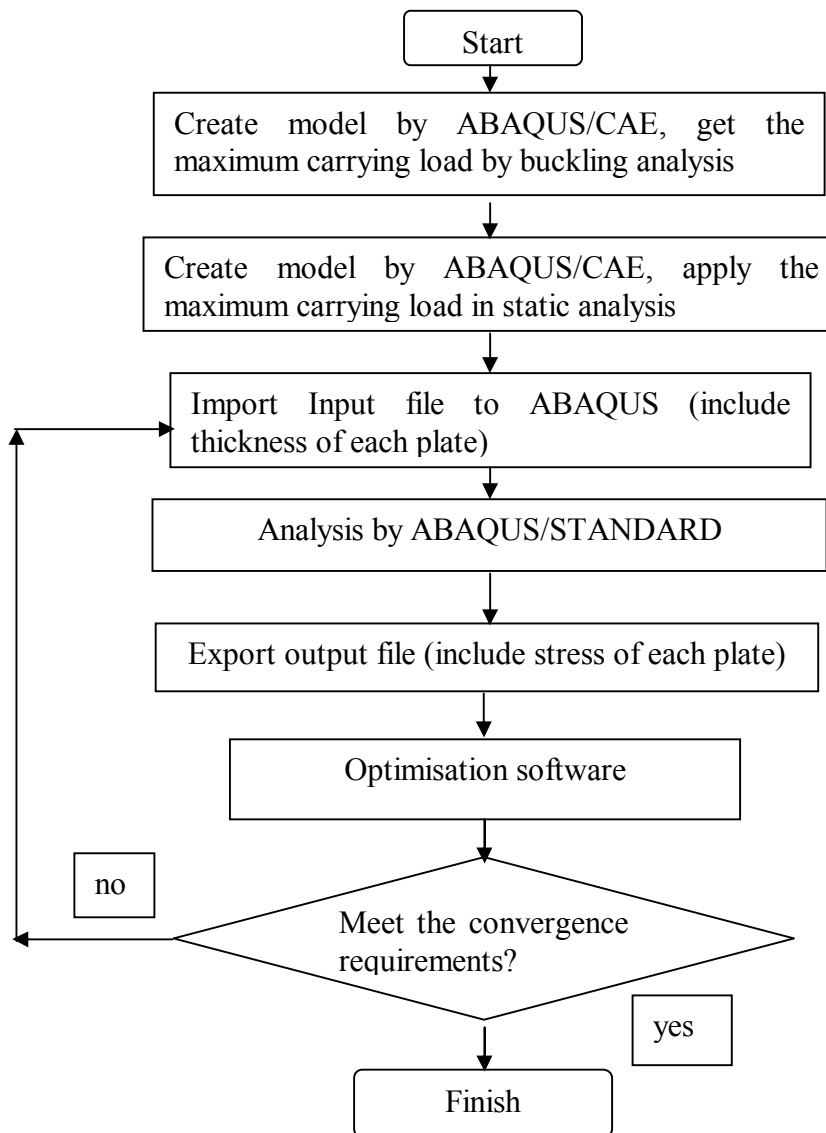 Start
Create model by ABAQUS/CAE, get the
maximum carrying load by buckling analysis
Create model by ABAQUS/CAE, apply the
maximum carrying load in static analysis
Import Input file to ABAQUS (include
thickness of each plate)
Analysis by ABAQUS/STANDARD
Export output file (include stress of each plate)
Optimisation software
no
Meet the convergence
requirements?
yes
Finish